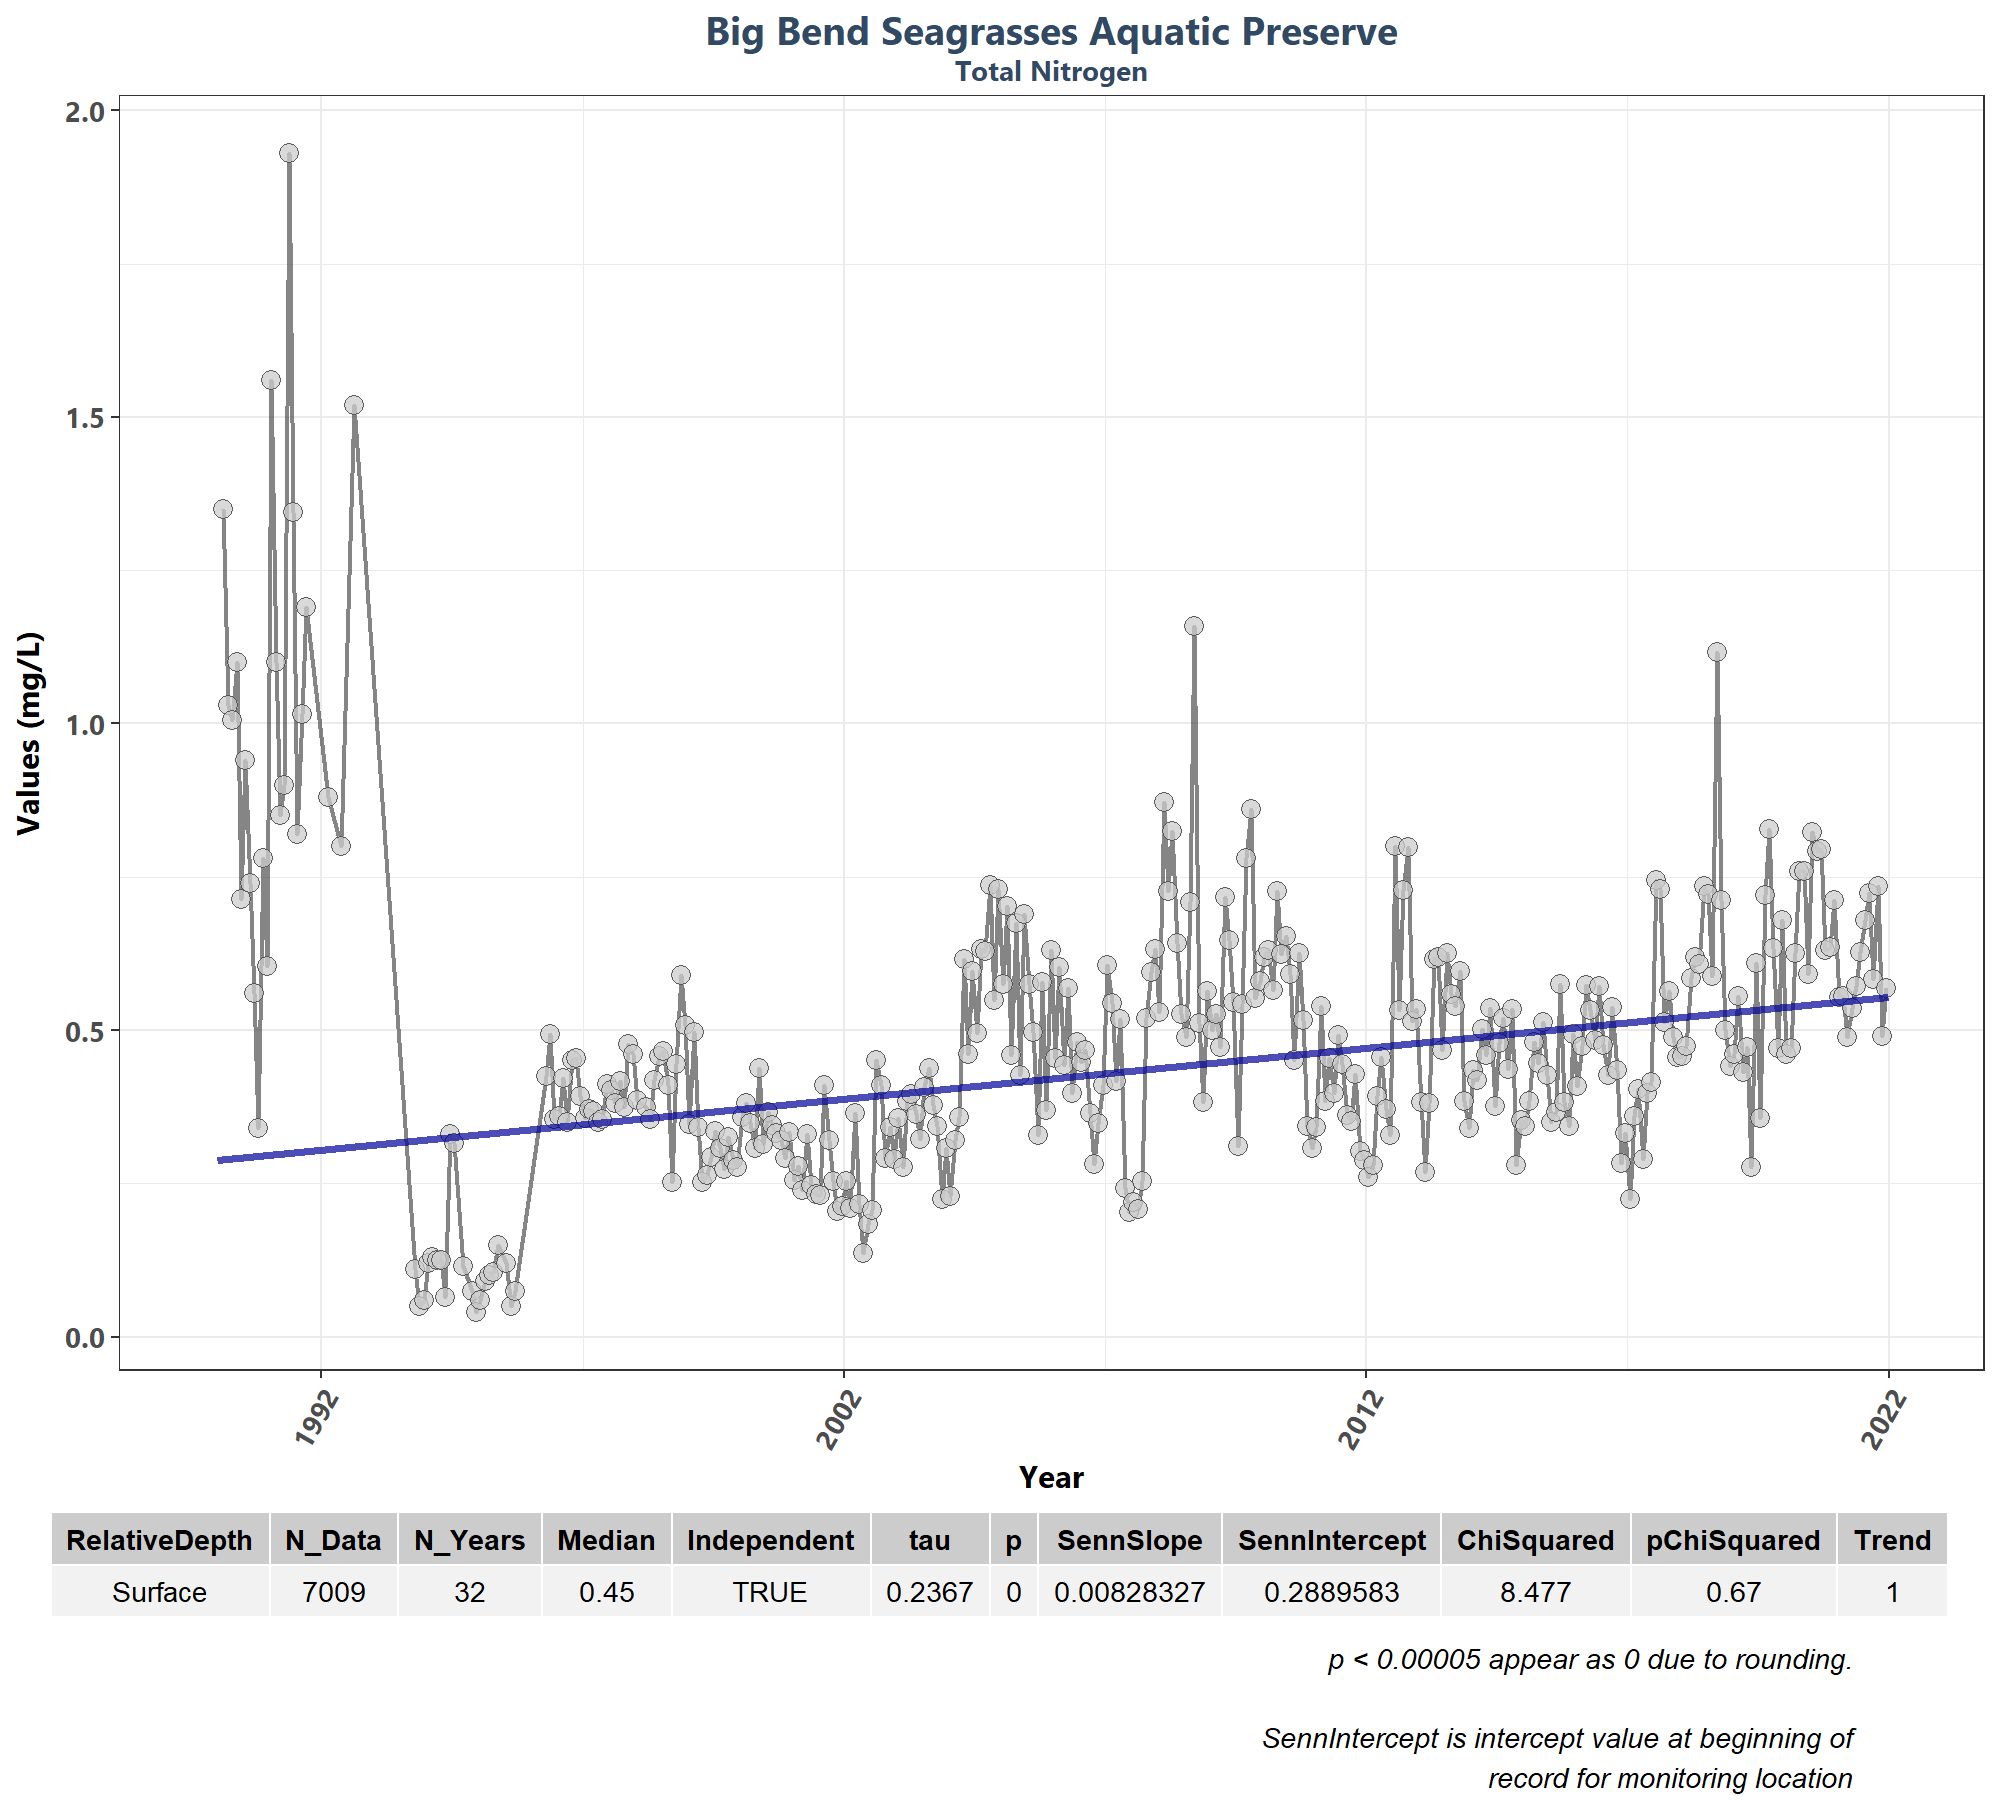 Big Bend Seagrasses Aquatic Preserve
Total Nitrogen
2.0
1.5
1.0
0.5
0.0
Values (mg/L)
1992
2002
2012
2022
Year
RelativeDepth N_Data N_Years Median Independent tau p SennSlope SennIntercept ChiSquared pChiSquared Trend
Surface 7009 32 0.45 TRUE 0.2367 0 0.00828327 0.2889583 8.477 0.67 1
p < 0.00005 appear as 0 due to rounding.
SennIntercept is intercept value at beginning of
record for monitoring location